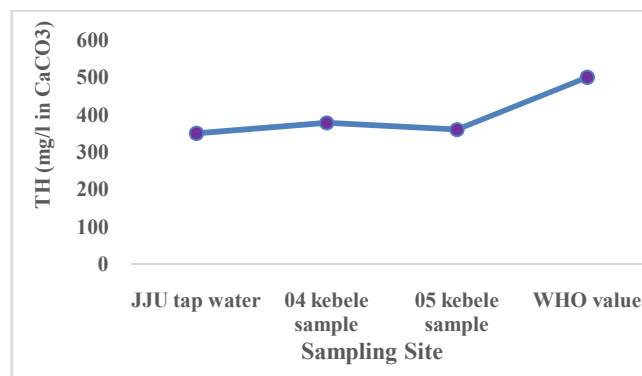 600
500
400
300
200
100
0
TH (mg/l in CaCO3)
JJU tap water
04 kebele
sample
05 kebele
sample
WHO value
Sampling Site